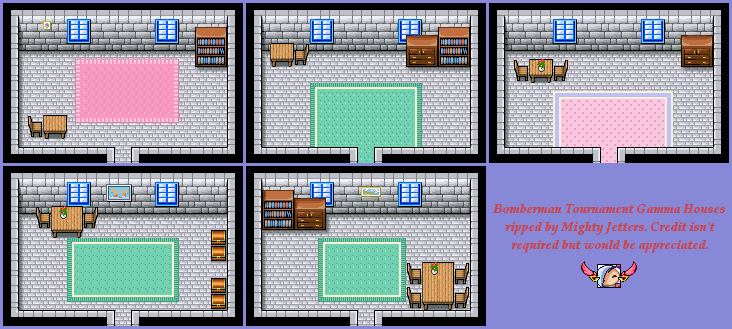 Bomberman Tournament Gamma Houses
ripped by Mighty Jetters. Credit isn't
required but would be appreciated.